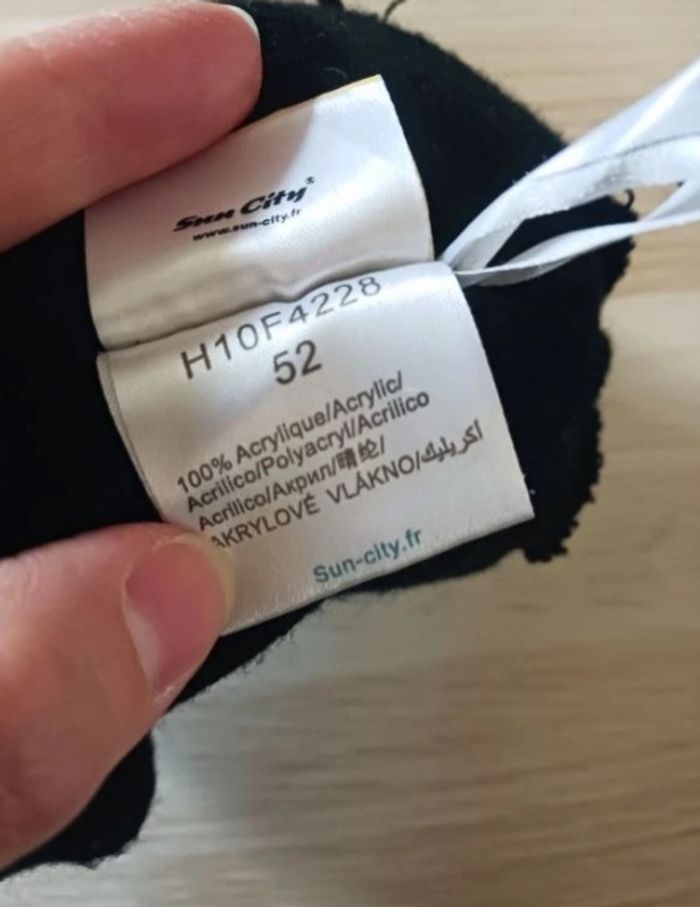 Sun City®
www.sun-city.fr
H10F4228
52
100% Acrylique/Acrylic/
Acrilico/Polyacryl/Acrilico
Acrilico/Акрил/晴纶/
AKRYLOVÉ VLÁKNO/أكريليك
Sun-city.fr